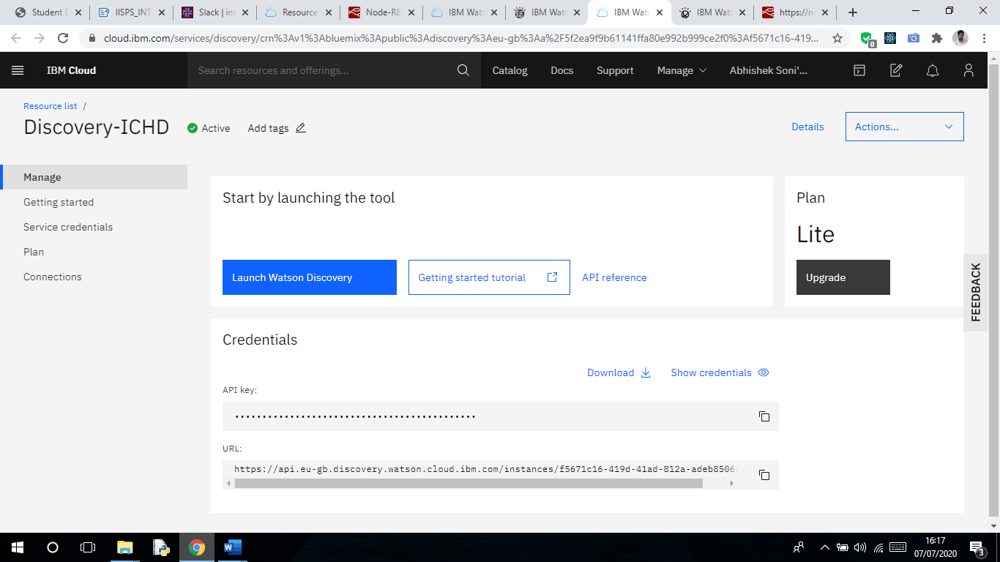 Student D
IISPS_INT
Slack | int
Resource
Node-RE
IBM Wats
IBM Wat
IBM Wats
IBM Wats
https://no
cloud.ibm.com/services/discovery/crn%3Av1%3Abluemix%3Apublic%3Adiscovery%3Aeu-gb%3Aa%2F5f2ea9f9b61141ffa80e992b999ce2f0%3Af5671c16-419...
0
IBM Cloud
Search resources and offerings...
Catalog
Docs
Support
Manage
Abhishek Soni'...
Resource list /
Discovery-ICHD
Active
Add tags
Details
Actions...
Manage
Getting started
Service credentials
Plan
Connections
Start by launching the tool
Launch Watson Discovery
Getting started tutorial
API reference
Plan
Lite
Upgrade
FEEDBACK
Credentials
Download
Show credentials
API key:
............................................
URL:
https://api.eu-gb.discovery.watson.cloud.ibm.com/instances/f5671c16-419d-41ad-812a-adeb8506
16:17
07/07/2020
3